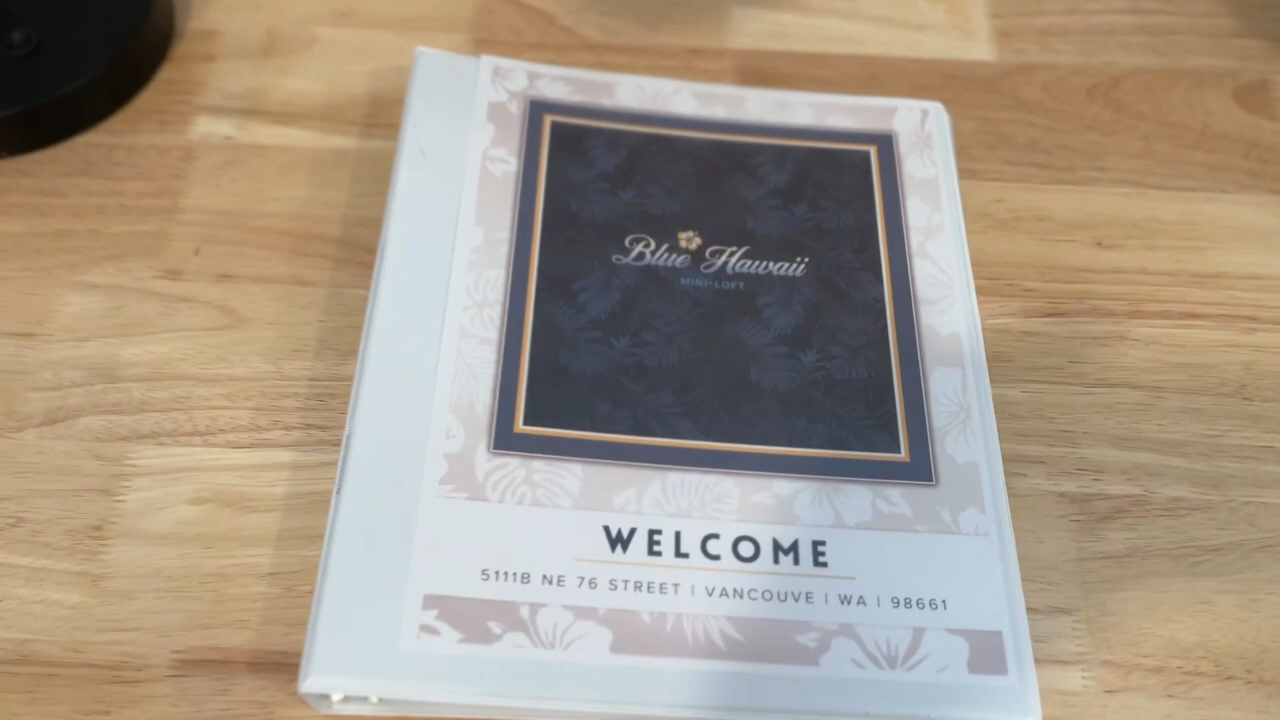 Blue Hawaii
MINI-LOFT
WELCOME
5111B NE 76 STREET | VANCOUVE | WA | 98661